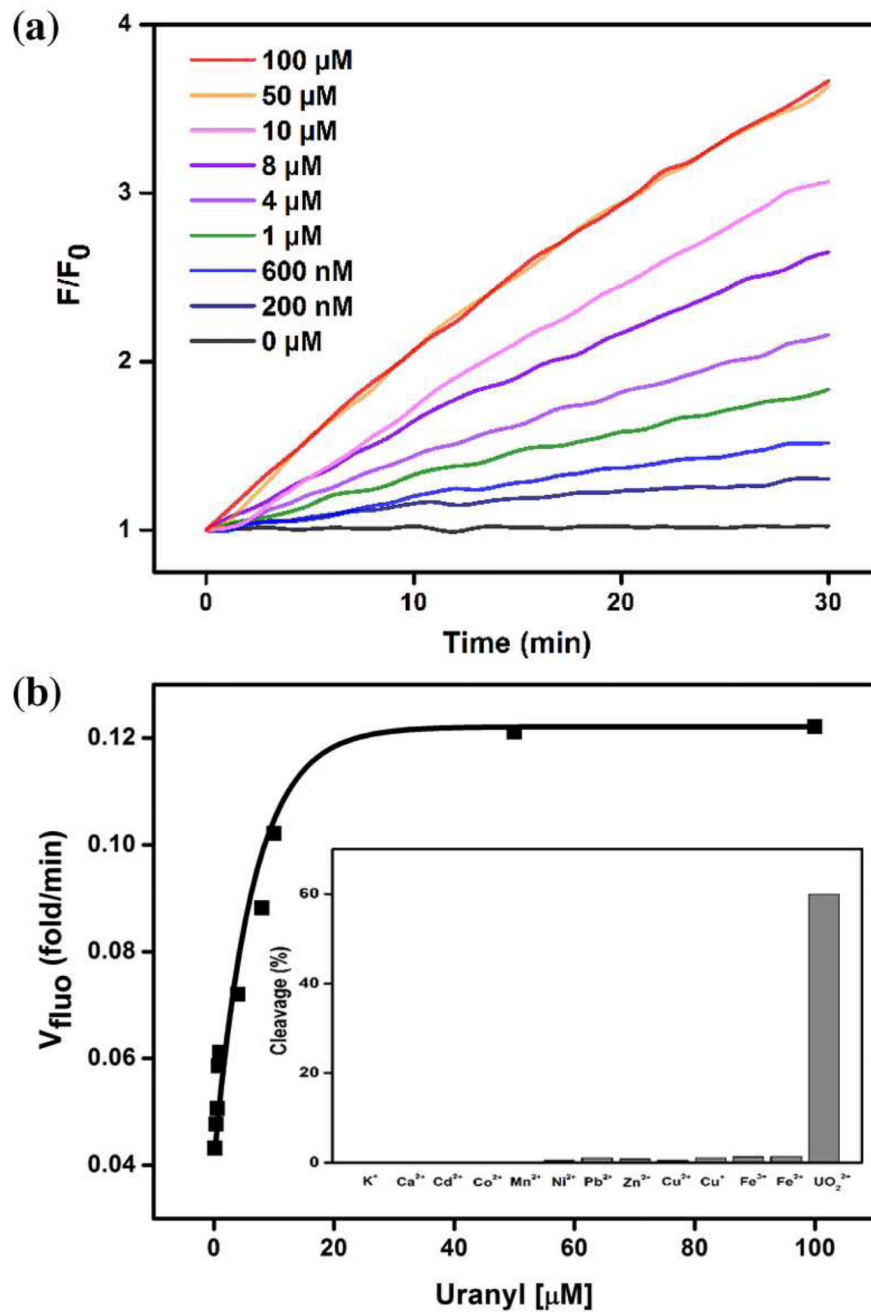 (a)
4
3
2
1
F/F0
100 µM
50 µM
10 µM
8 µM
4 µM
1 µM
600 nM
200 nM
0 µM
0 10 20 30
Time (min)
(b)
0.12
0.10
0.08
0.06
0.04
Vfluo (fold/min)
60
40
20
0
Cleavage (%)
K⁺ Ca²⁺ Cd²⁺ Co²⁺ Mn²⁺ Ni²⁺ Pb²⁺ Zn²⁺ Cu²⁺ Cu⁺ Fe³⁺ Fe²⁺ UO₂²⁺
0 20 40 60 80 100
Uranyl [µM]